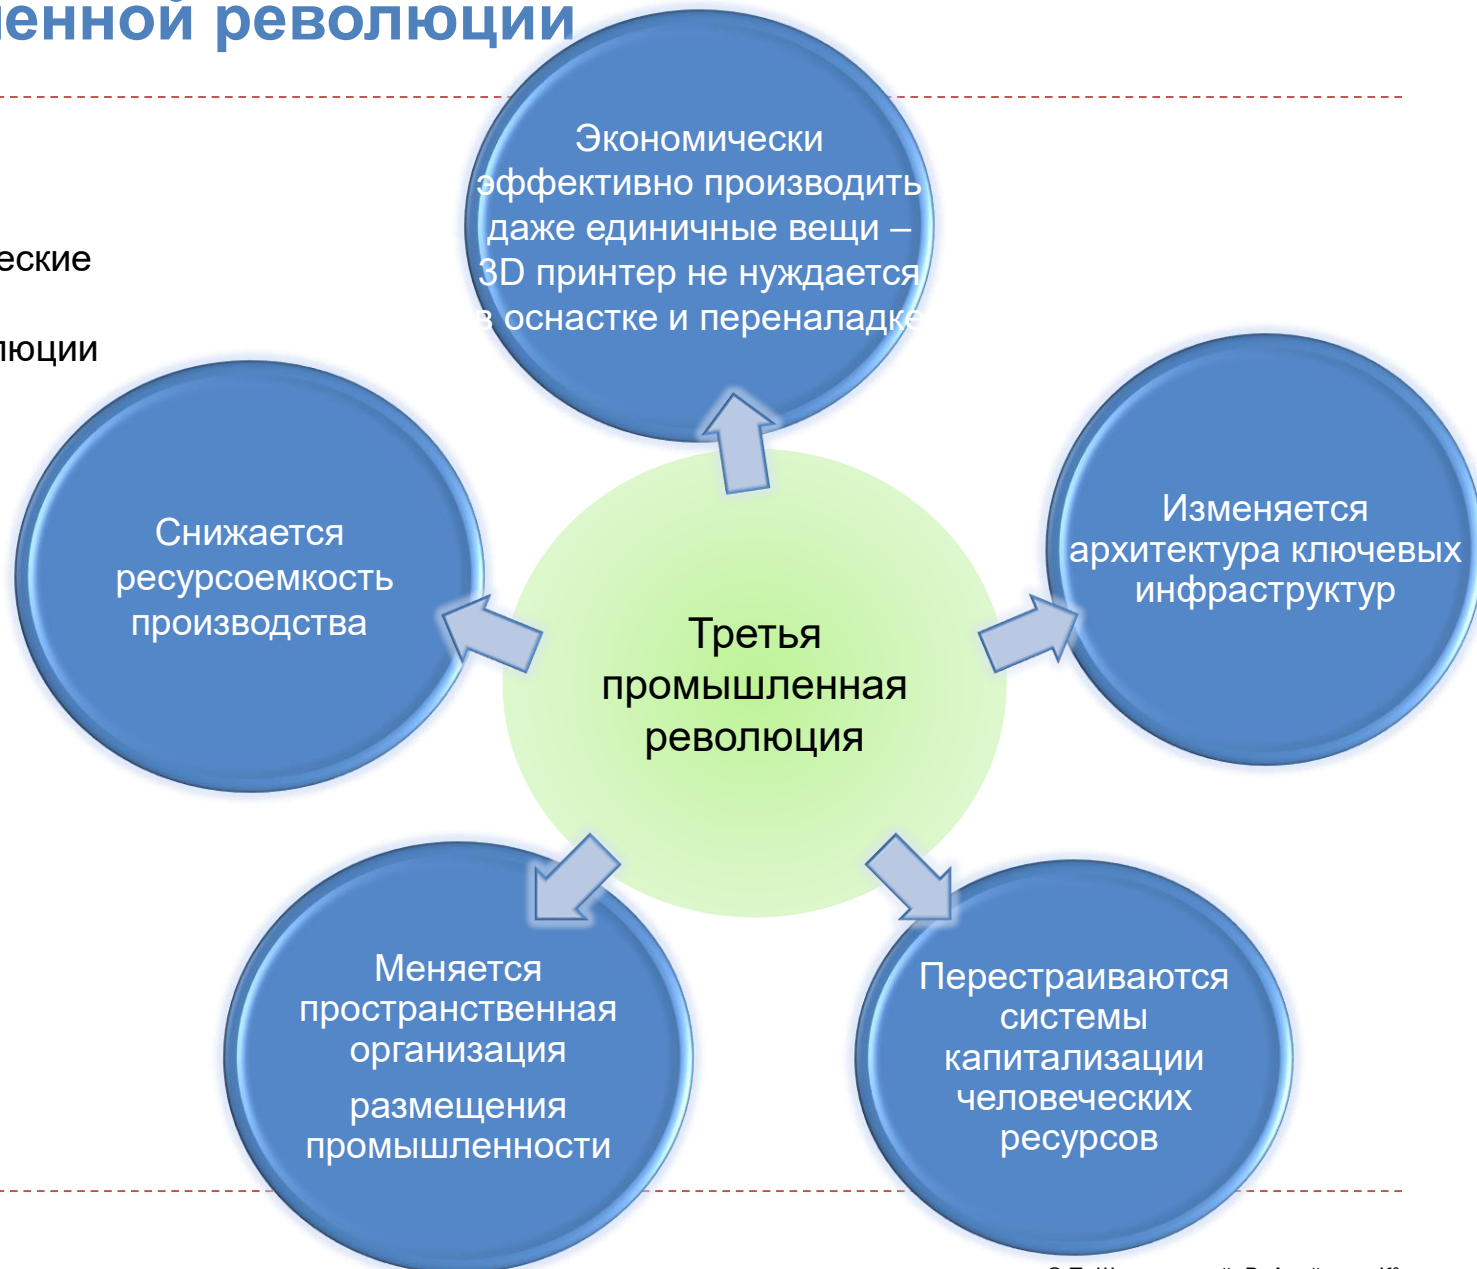 ленной революции
Экономически
эффективно производить
даже единичные вещи –
3D принтер не нуждается
в оснастке и переналадке
еские
люции
Снижается
ресурсоемкость
производства
Изменяется
архитектура ключевых
инфраструктур
Третья
промышленная
революция
Меняется
пространственная
организация
размещения
промышленности
Перестраиваются
системы
капитализации
человеческих
ресурсов